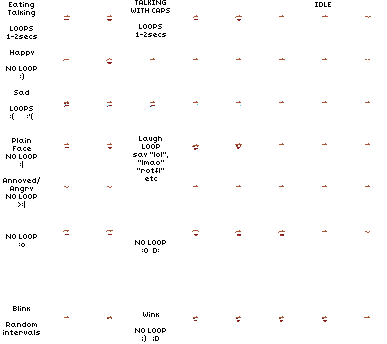 Eating
Talking
LOOPS
1-2secs
TALKING
WITH CAPS
LOOPS
1-2secs
IDLE
Happy
NO LOOP
:)
Sad
LOOPS
:( :'(
Plain
Face
NO LOOP
:|
Laugh
LOOP
say "lol",
"lmao"
"rotfl"
etc
Annoyed/
Angry
NO LOOP
>:|
NO LOOP
:o
NO LOOP
:O D:
Blink
Random
intervals
Wink
NO LOOP
;) ;D